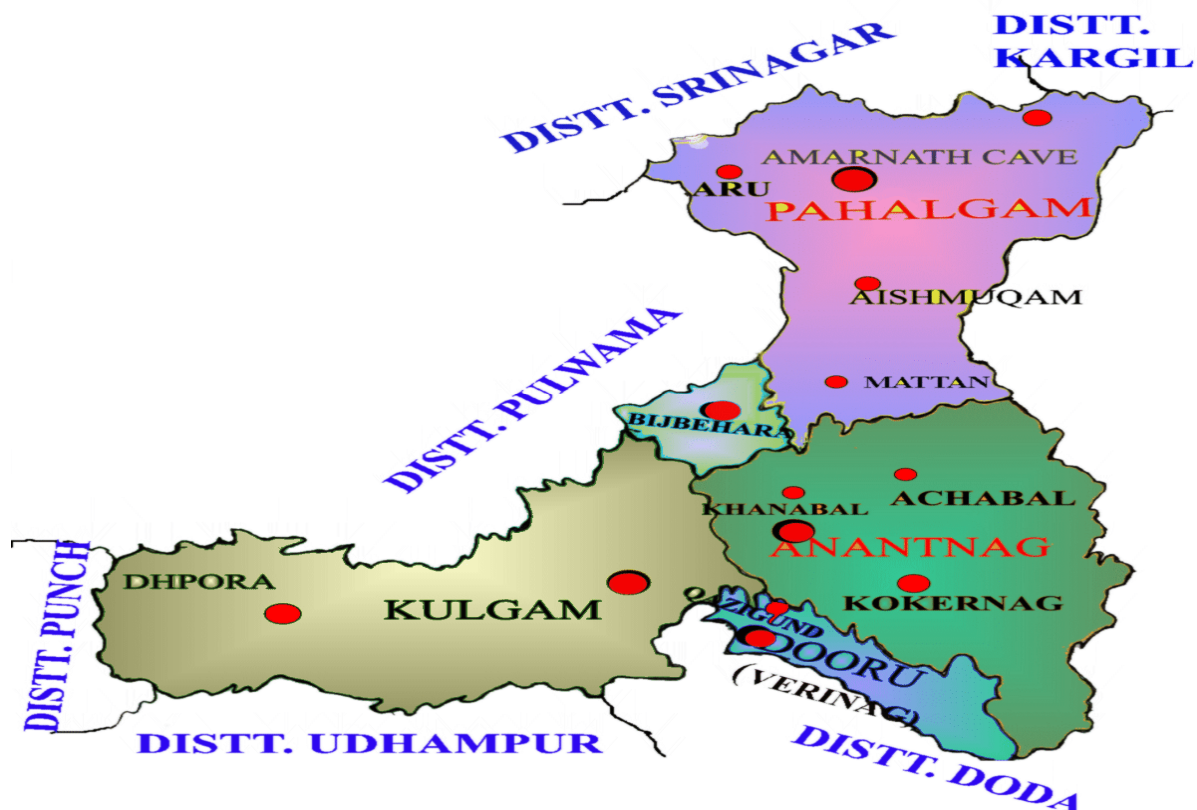 DISTT.
KARGIL
DISTT. SRINAGAR
AMARNATH CAVE
ARU
PAHALGAM
AISHMUQAM
DISTT. PULWAMA
MATTAN
BIJBEHARA
ACHABAL
KHANABAL
ANANTNAG
DISTT. PUNCH
DHPORA
KULGAM
QAZIGUND
KOKERNAG
DOORU
(VERINAG)
DISTT. UDHAMPUR
DISTT. DODA